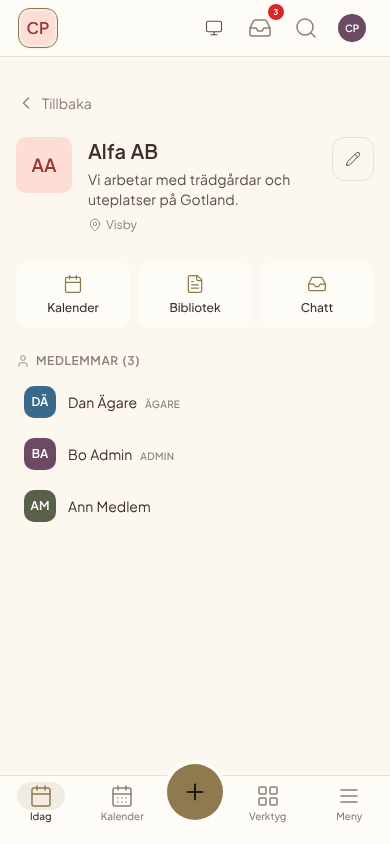 CP
3
CP
Tillbaka
AA
Alfa AB
Vi arbetar med trädgårdar och
uteplatser på Gotland.
Visby
Kalender
Bibliotek
Chatt
MEDLEMMAR (3)
DÄ
Dan Ägare ÄGARE
BA
Bo Admin ADMIN
AM
Ann Medlem
Idag
Kalender
Verktyg
Meny